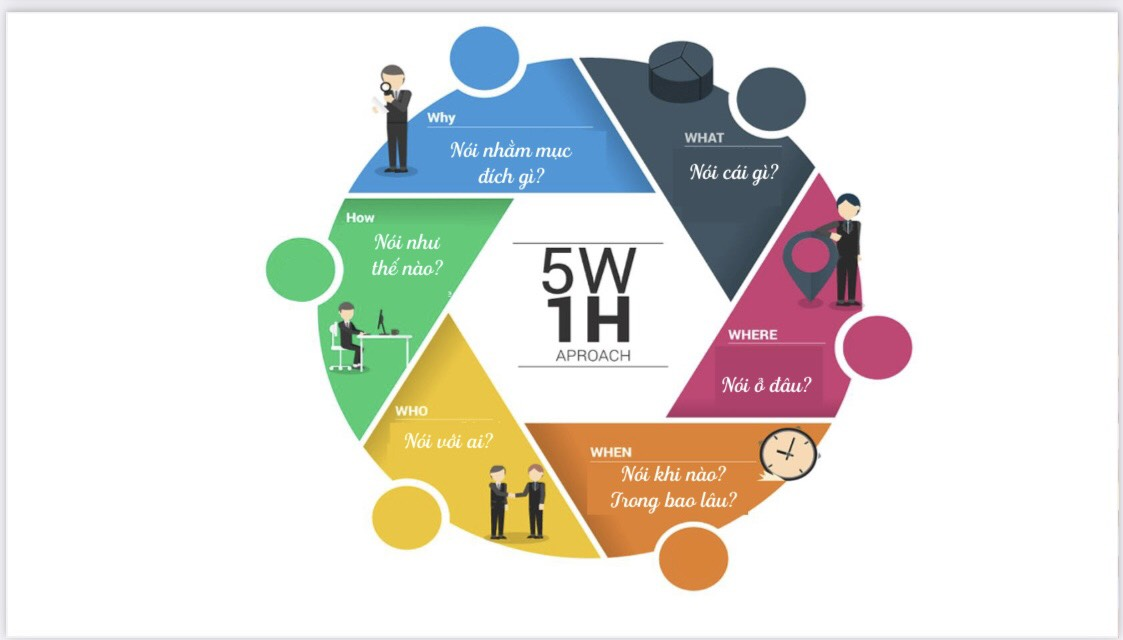 Why
Nói nhằm mục
đích gì?
WHAT
Nói cái gì?
How
Nói như
thế nào?
5W
1H
APROACH
WHERE
Nói ở đâu?
WHO
Nói với ai?
WHEN
Nói khi nào?
Trong bao lâu?